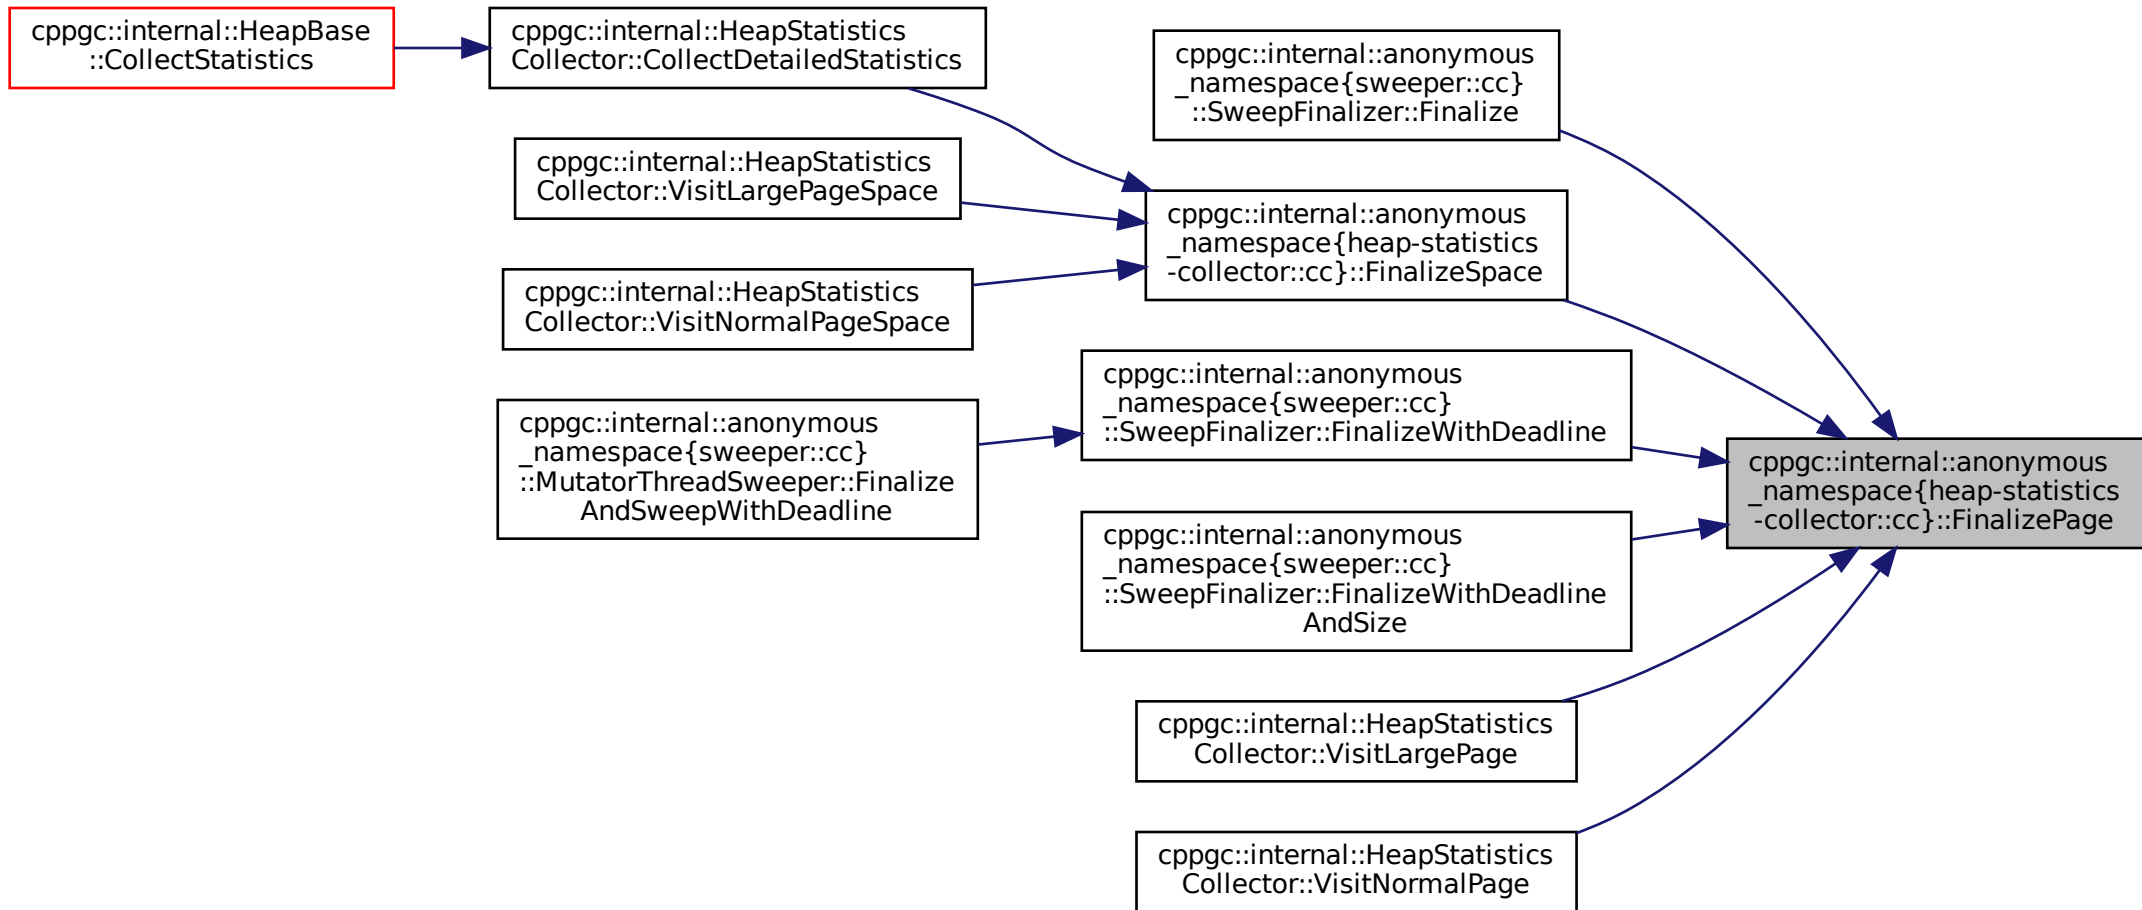 cppgc::internal::HeapBase
::CollectStatistics
cppgc::internal::HeapStatistics
Collector::CollectDetailedStatistics
cppgc::internal::HeapStatistics
Collector::VisitLargePageSpace
cppgc::internal::HeapStatistics
Collector::VisitNormalPageSpace
cppgc::internal::anonymous
_namespace{sweeper::cc}
::MutatorThreadSweeper::Finalize
AndSweepWithDeadline
cppgc::internal::anonymous
_namespace{sweeper::cc}
::SweepFinalizer::Finalize
cppgc::internal::anonymous
_namespace{heap-statistics
-collector::cc}::FinalizeSpace
cppgc::internal::anonymous
_namespace{sweeper::cc}
::SweepFinalizer::FinalizeWithDeadline
cppgc::internal::anonymous
_namespace{sweeper::cc}
::SweepFinalizer::FinalizeWithDeadline
AndSize
cppgc::internal::HeapStatistics
Collector::VisitLargePage
cppgc::internal::HeapStatistics
Collector::VisitNormalPage
cppgc::internal::anonymous
_namespace{heap-statistics
-collector::cc}::FinalizePage